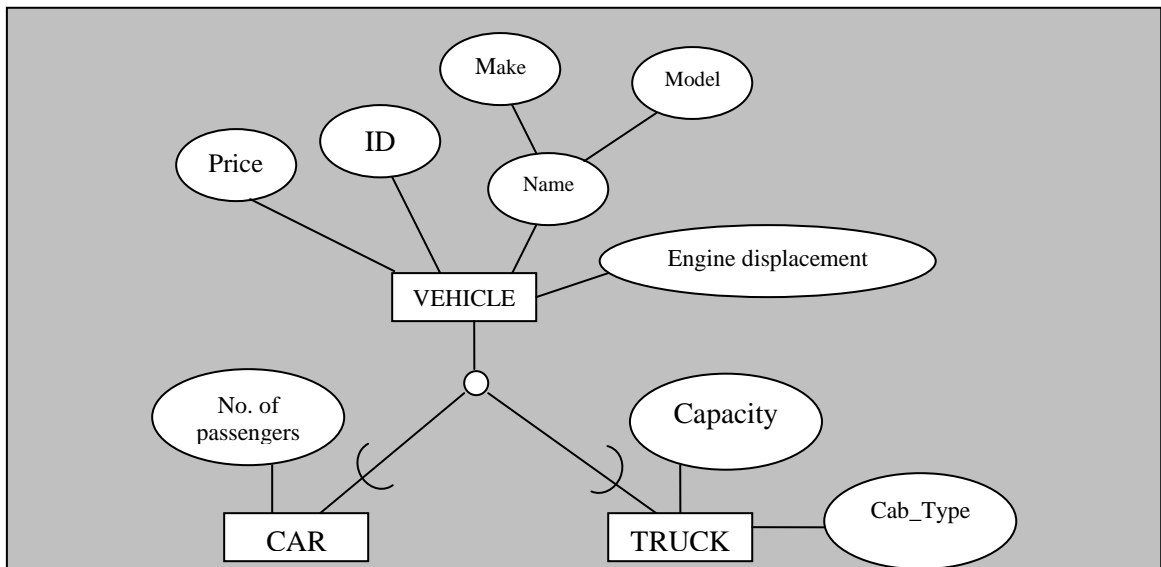 Make
Model
ID
Price
Name
Engine displacement
VEHICLE
No. of
passengers
Capacity
Cab_Type
CAR
TRUCK